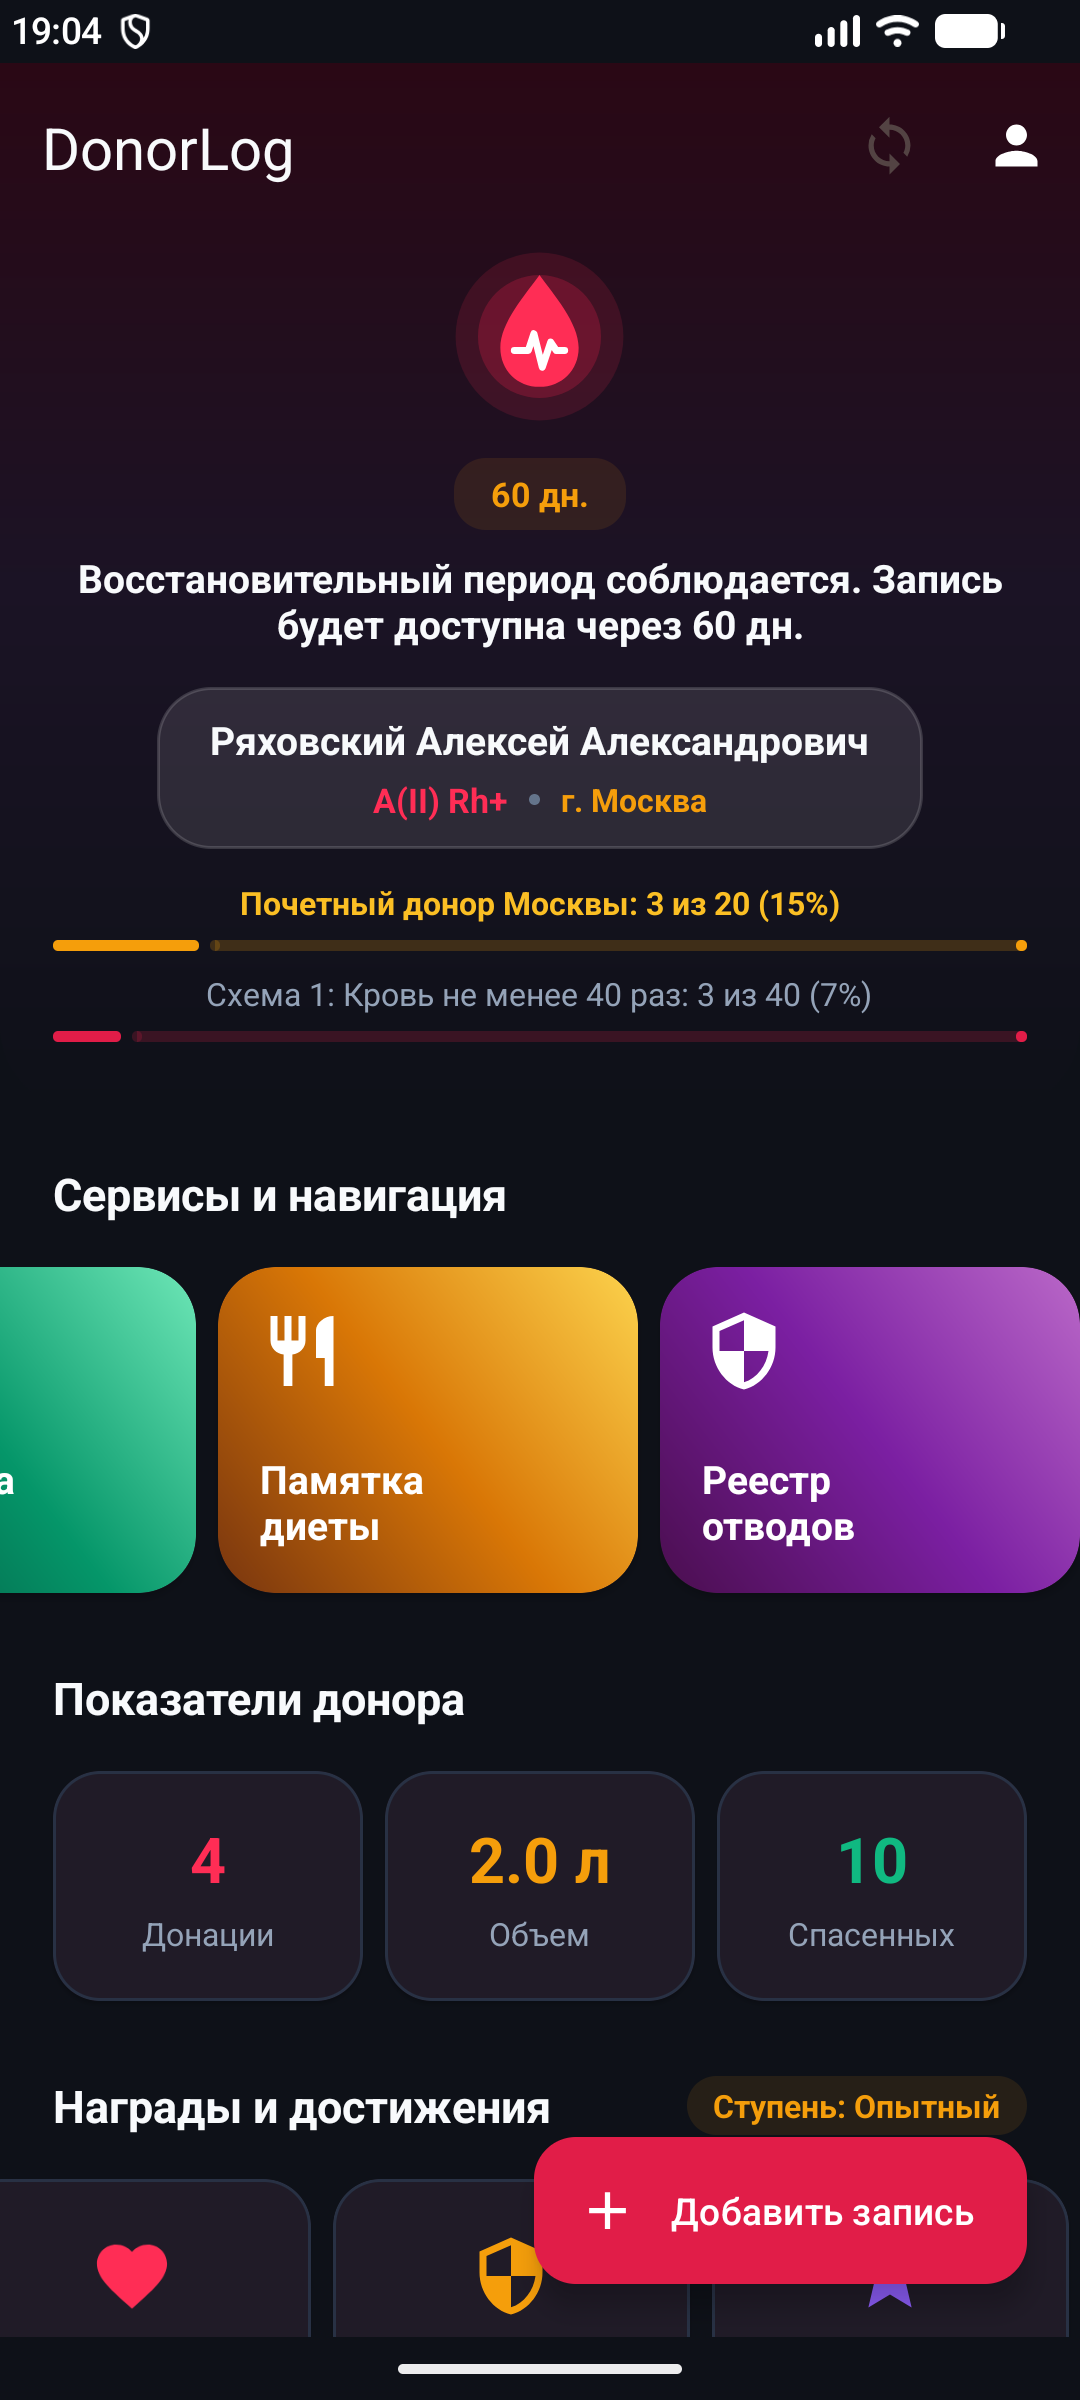 19:04
DonorLog
60 дн.
Восстановительный период соблюдается. Запись
будет доступна через 60 дн.
Ряховский Алексей Александрович
A(II) Rh+ • г. Москва
Почетный донор Москвы: 3 из 20 (15%)
Схема 1: Кровь не менее 40 раз: 3 из 40 (7%)
Сервисы и навигация
а
Памятка
диеты
Реестр
отводов
Показатели донора
4
Донации
2.0 л
Объем
10
Спасенных
Награды и достижения
Ступень: Опытный
Добавить запись